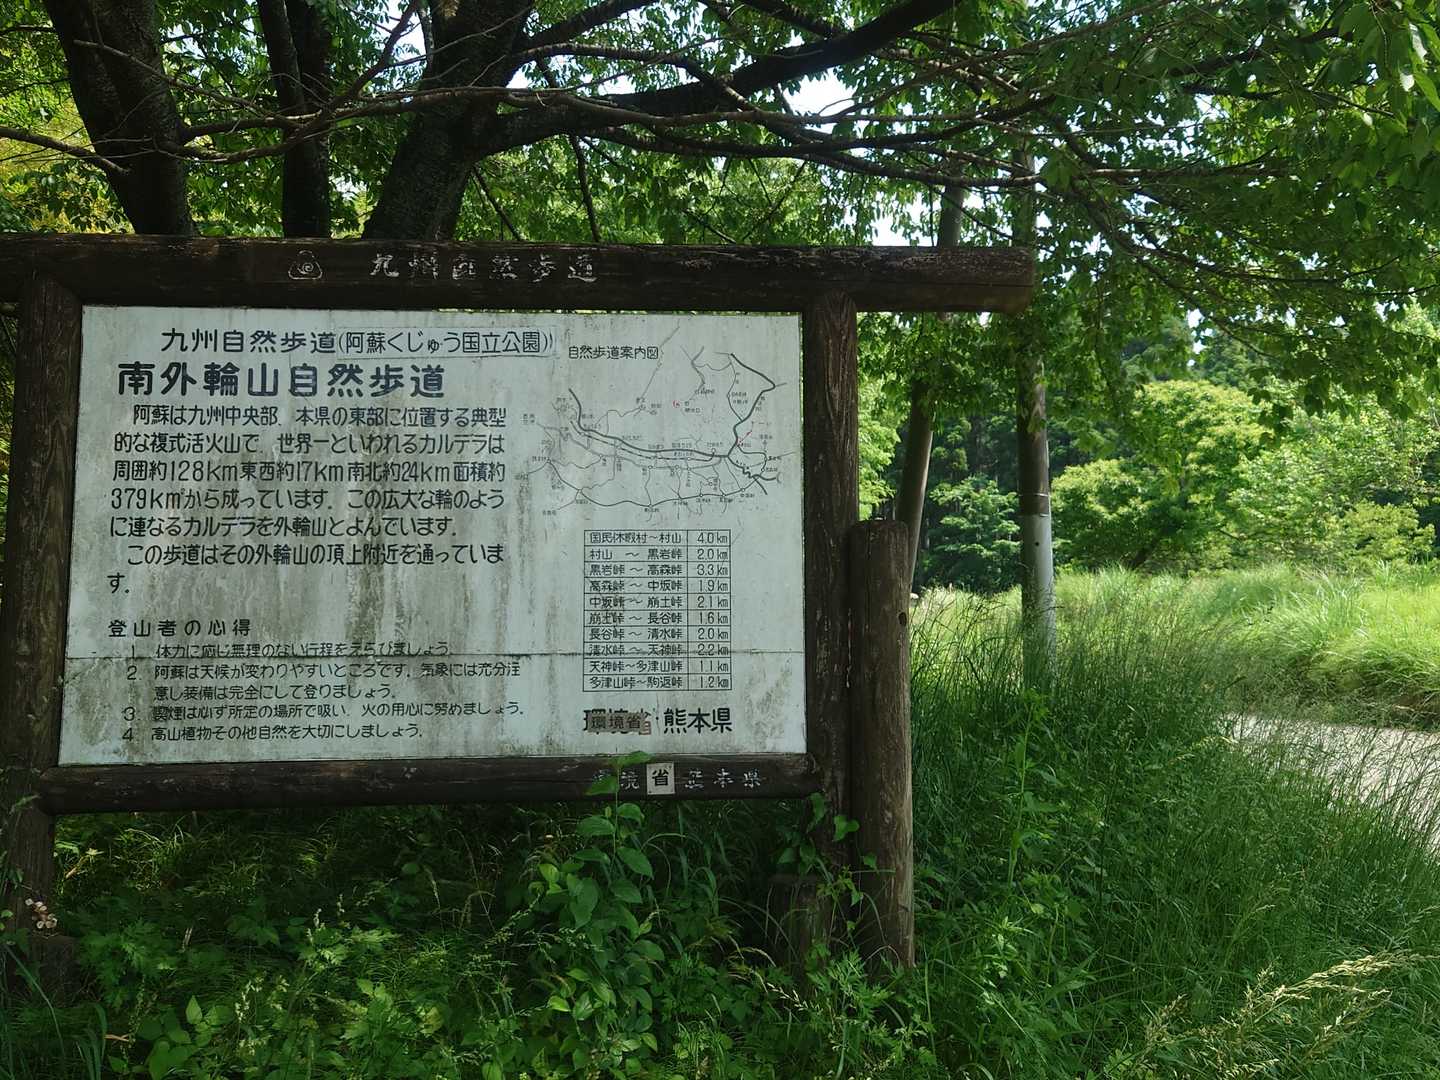 九州自然歩道
九州自然歩道(阿蘇くじゅう国立公園)
南外輪山自然歩道
阿蘇は九州中央部、本県の東部に位置する典型
的な複式活火山で、世界一といわれるカルデラは
周囲約128km東西約17km南北約24km面積約
379km²から成っています。この広大な輪のよう
に連なるカルデラを外輪山とよんでいます。
この歩道はその外輪山の頂上附近を通っていま
す。
登山者の心得
1. 体力に応じ無理のない行程をえらびましょう。
2. 阿蘇は天候が変わりやすいところです。気象には充分注
意し装備は完全にして登りましょう。
3. 喫煙は必ず所定の場所で吸い、火の用心に努めましょう。
4. 高山植物その他自然を大切にしましょう。
自然歩道案内図
国民休暇村〜村山 4.0km
村山 〜 黒岩峠 2.0km
黒岩峠 〜 高森峠 3.3km
高森峠 〜 中坂峠 1.9km
中坂峠 〜 崩土峠 2.1km
崩土峠 〜 長谷峠 1.6km
長谷峠 〜 清水峠 2.0km
清水峠 〜 天神峠 2.2km
天神峠〜多津山峠 1.1km
多津山峠〜駒返峠 1.2km
環境省・熊本県
環境省 熊本県